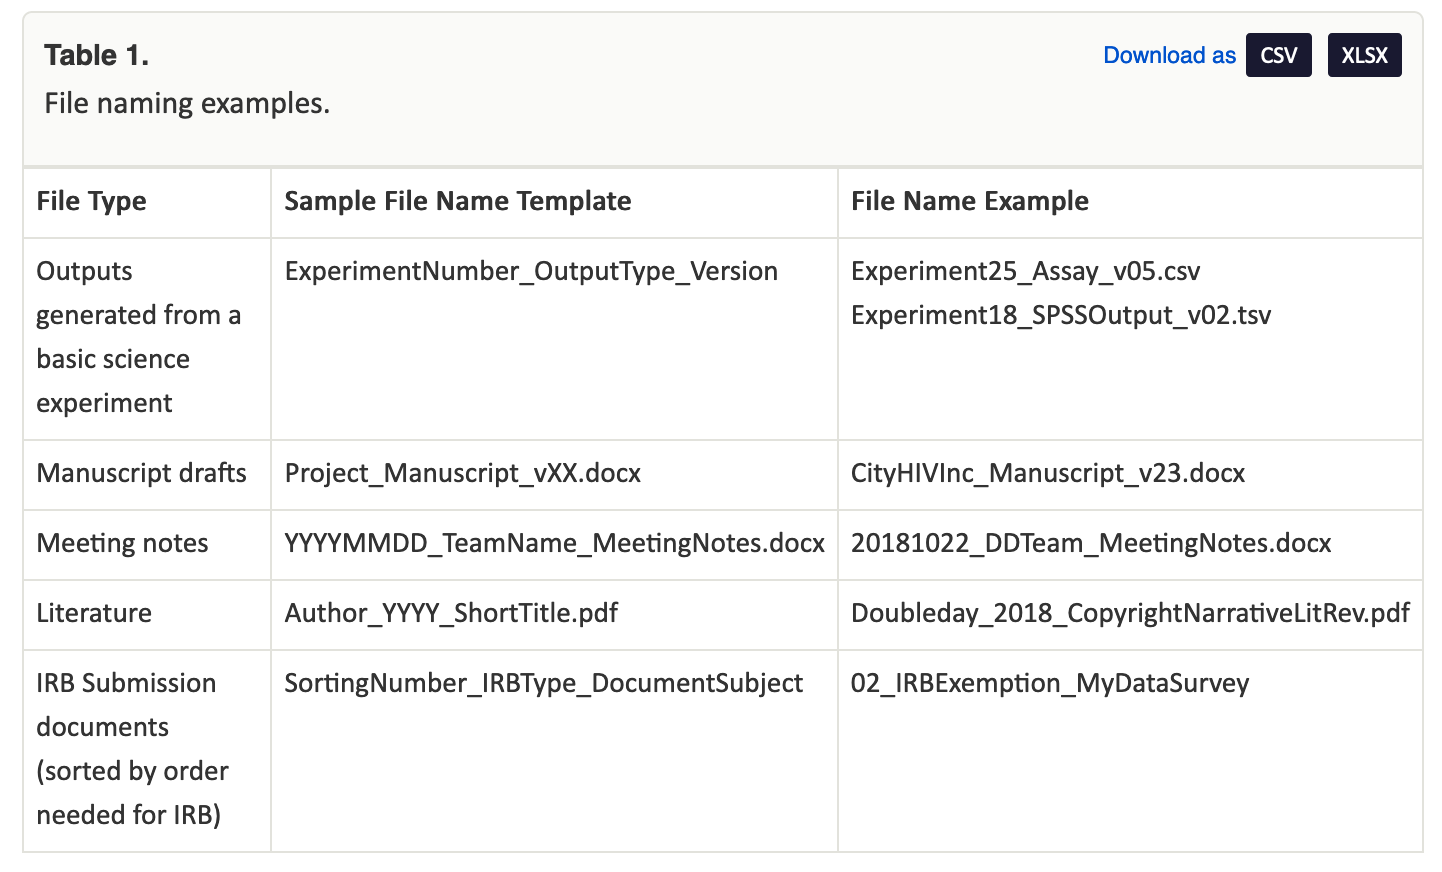 Table 1.
Download as CSV XLSX
File naming examples.
File Type Sample File Name Template File Name Example
Outputs ExperimentNumber_OutputType_Version Experiment25_Assay_v05.csv
generated from a Experiment18_SPSSOutput_v02.tsv
basic science
experiment
Manuscript drafts Project_Manuscript_vXX.docx CityHIVInc_Manuscript_v23.docx
Meeting notes YYYYMMDD_TeamName_MeetingNotes.docx 20181022_DDTeam_MeetingNotes.docx
Literature Author_YYYY_ShortTitle.pdf Doubleday_2018_CopyrightNarrativeLitRev.pdf
IRB Submission SortingNumber_IRBType_DocumentSubject 02_IRBExemption_MyDataSurvey
documents
(sorted by order
needed for IRB)